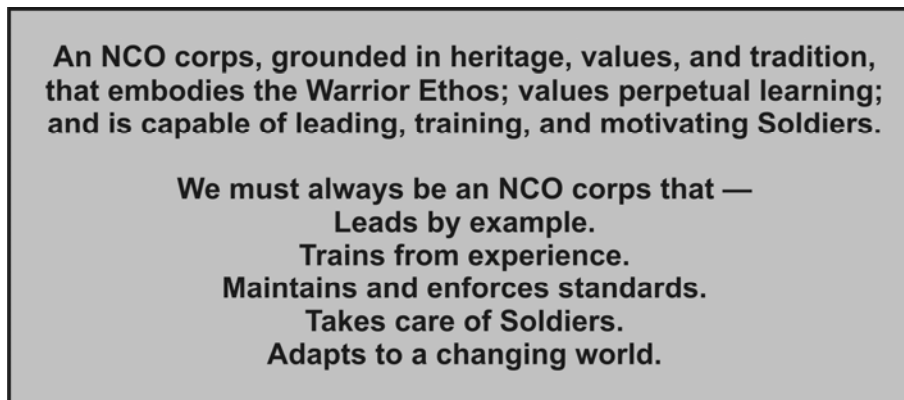 An NCO corps, grounded in heritage, values, and tradition,
that embodies the Warrior Ethos; values perpetual learning;
and is capable of leading, training, and motivating Soldiers.
We must always be an NCO corps that —
Leads by example.
Trains from experience.
Maintains and enforces standards.
Takes care of Soldiers.
Adapts to a changing world.